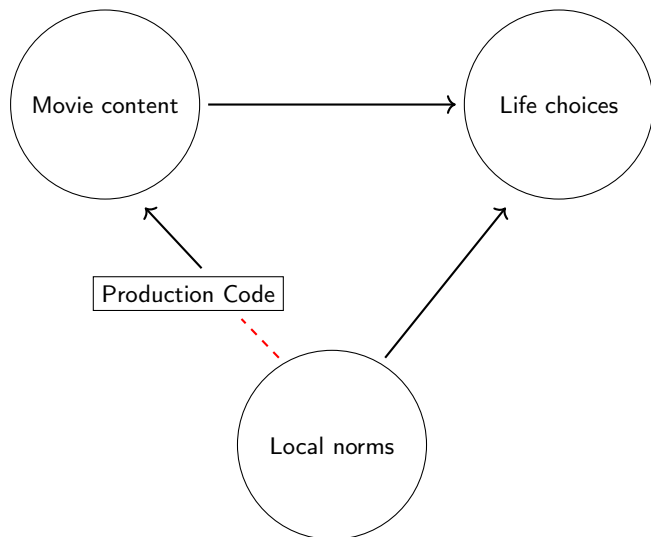 Movie content
Life choices
Production Code
Local norms